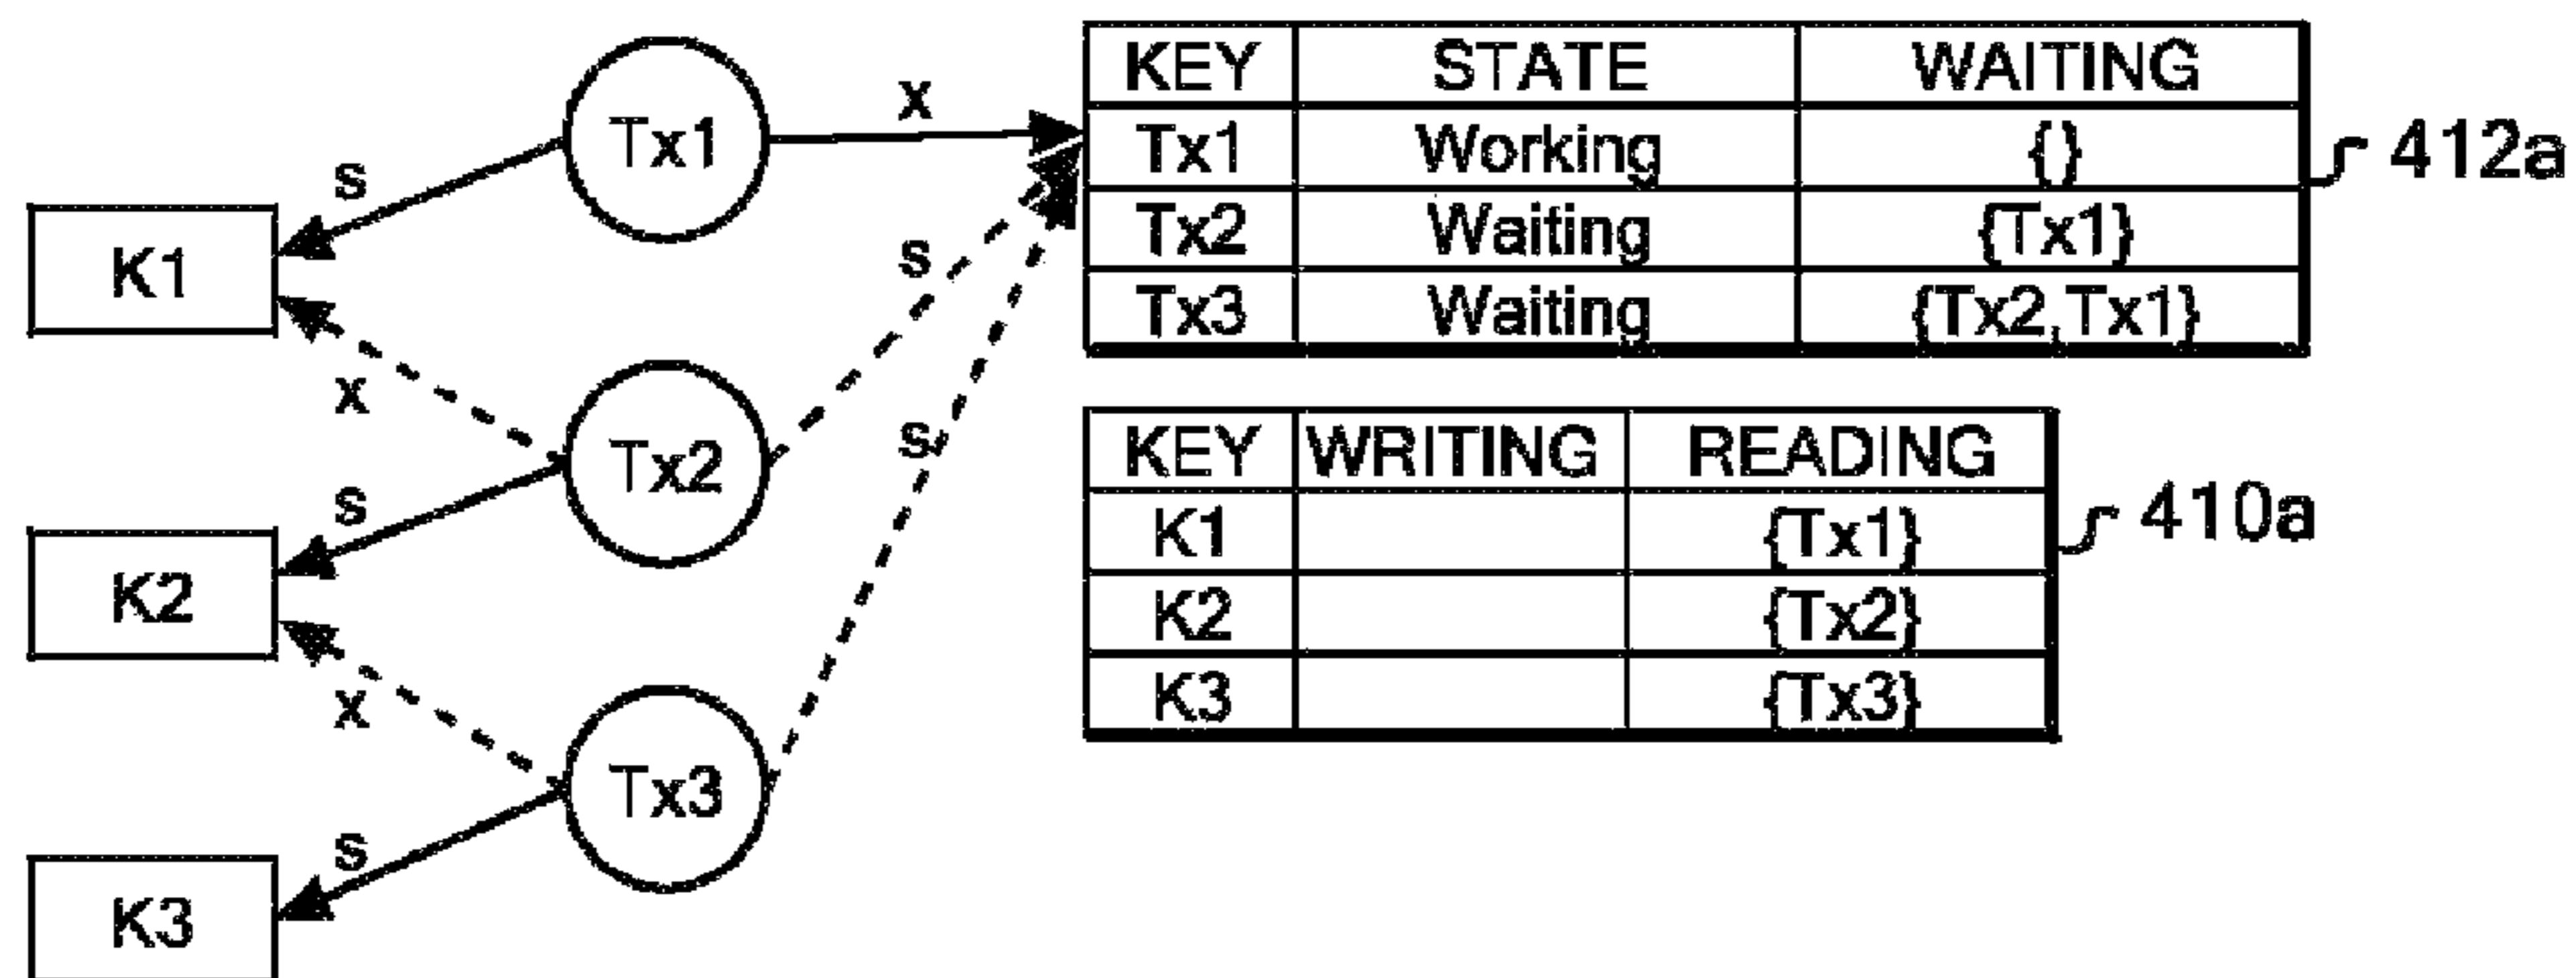 KEY STATE WAITING
Tx1 Working {}
Tx2 Waiting {Tx1}
Tx3 Waiting {Tx2,Tx1}
412a
KEY WRITING READING
K1 {Tx1}
K2 {Tx2}
K3 {Tx3}
410a
Tx1
x
s
K1
s
x
Tx2
s
s
K2
x
Tx3
s
K3